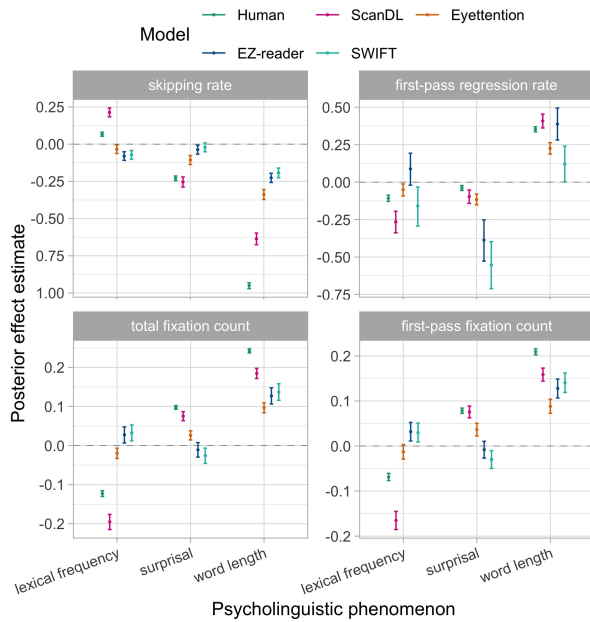 Model
Human
ScanDL
Eyettention
EZ-reader
SWIFT
skipping rate
first-pass regression rate
0.25
0.00
-0.25
-0.50
0.75
1.00
0.50
0.25
0.00
-0.25
-0.50
-0.75
total fixation count
first-pass fixation count
0.2
0.1
0.0
-0.1
-0.2
0.2
0.1
0.0
-0.1
-0.2
lexical frequency
surprisal
word length
lexical frequency
surprisal
word length
Posterior effect estimate
Psycholinguistic phenomenon